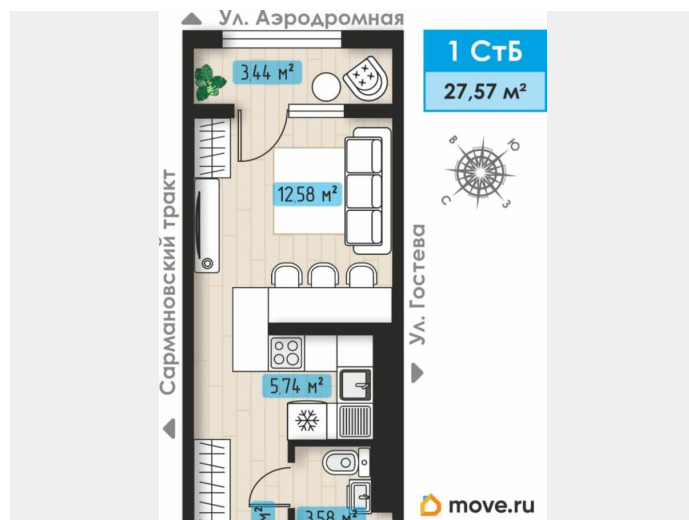 Ул. Аэродромная
1 СтБ
27,57 м²
3,44 м²
В
Ю
С
З
12,58 м²
Сармановский тракт
Ул. Гостева
5,74 м²
м²
3,58
move.ru